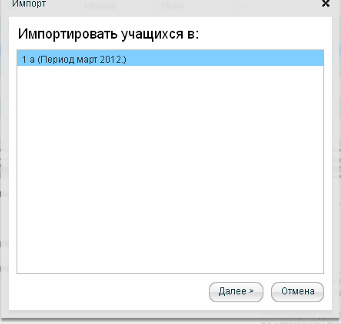 Импорт
Импортировать учащихся в:
1 а (Период март 2012.)
Далее >
Отмена